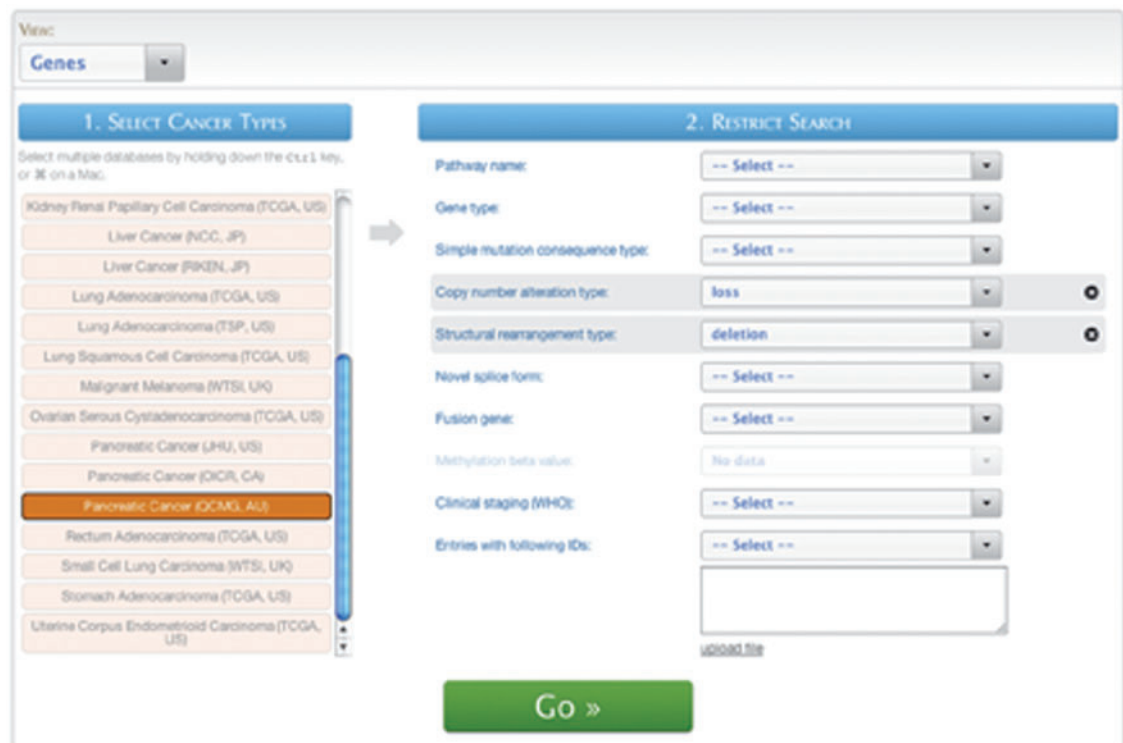 View:
Genes
1. Select Cancer Types
Select multiple databases by holding down the ctrl key,
or ⌘ on a Mac.
Kidney Renal Papillary Cell Carcinoma (TCGA, US)
Liver Cancer (NCC, JP)
Liver Cancer (RIKEN, JP)
Lung Adenocarcinoma (TCGA, US)
Lung Adenocarcinoma (TSP, US)
Lung Squamous Cell Carcinoma (TCGA, US)
Malignant Melanoma (WTSI, UK)
Ovarian Serous Cystadenocarcinoma (TCGA, US)
Pancreatic Cancer (JHU, US)
Pancreatic Cancer (OICR, CA)
Pancreatic Cancer (QCMG, AU)
Rectum Adenocarcinoma (TCGA, US)
Small Cell Lung Carcinoma (WTSI, UK)
Stomach Adenocarcinoma (TCGA, US)
Uterine Corpus Endometrioid Carcinoma (TCGA,
US)
2. Restrict Search
Pathway name: -- Select --
Gene type: -- Select --
Simple mutation consequence type: -- Select --
Copy number alteration type: loss
Structural rearrangement type: deletion
Novel splice form: -- Select --
Fusion gene: -- Select --
Methylation beta value: No data
Clinical staging (WHO): -- Select --
Entries with following IDs: -- Select --
upload file
Go »